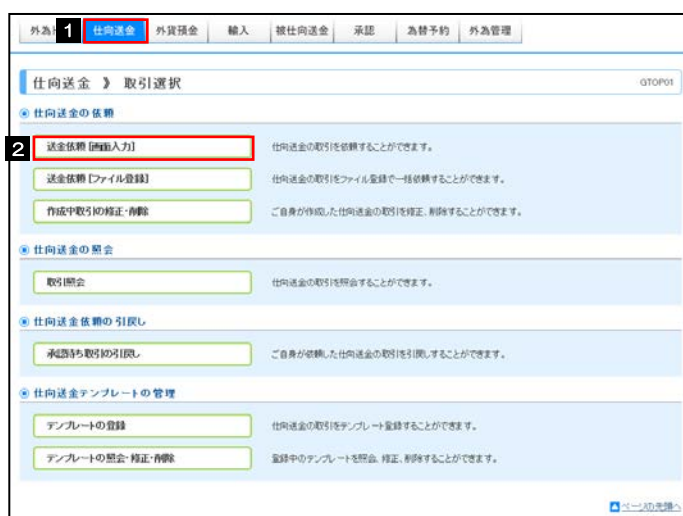 外為 1 仕向送金 外貨預金 輸入 被仕向送金 承認 為替予約 外為管理
仕向送金 》 取引選択 GTOP01
仕向送金の依頼
2 送金依頼[画面入力] 仕向送金の取引を依頼することができます。
送金依頼[ファイル登録] 仕向送金の取引をファイル登録で一括依頼することができます。
作成中取引の修正・削除 ご自身が作成した仕向送金の取引を修正、削除することができます。
仕向送金の照会
取引照会 仕向送金の取引を照会することができます。
仕向送金依頼の引戻し
承認待ち取引の引戻し ご自身が依頼した仕向送金の取引を引戻しすることができます。
仕向送金テンプレートの管理
テンプレートの登録 仕向送金の取引をテンプレート登録することができます。
テンプレートの照会・修正・削除 登録中のテンプレートを照会、修正、削除することができます。
ページの先頭へ